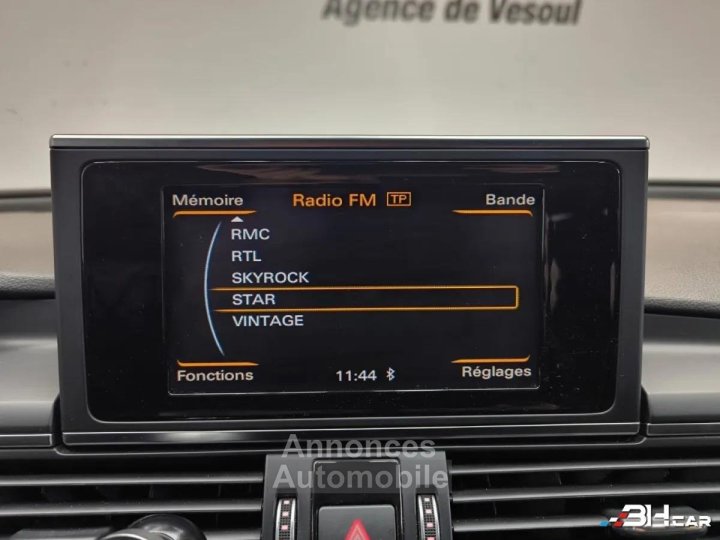 Agence de Vesoul
Mémoire
Radio FM TP
Bande
RMC
RTL
SKYROCK
STAR
VINTAGE
Fonctions
11:44
Réglages
Annonces
Automobile
BHCAR